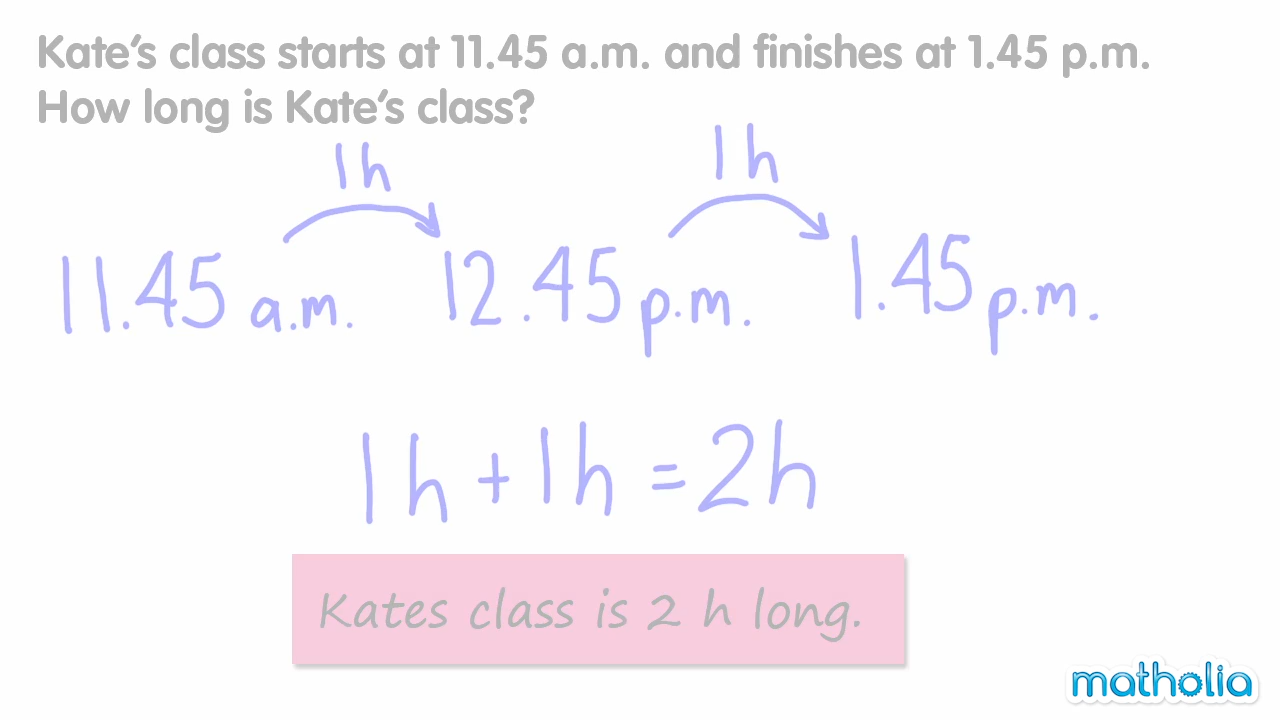 Kate's class starts at 11.45 a.m. and finishes at 1.45 p.m.
How long is Kate's class?
1h 1h
11.45 a.m. 12.45 p.m. 1.45 p.m.
1h + 1h = 2h
Kates class is 2 h long.
matholia